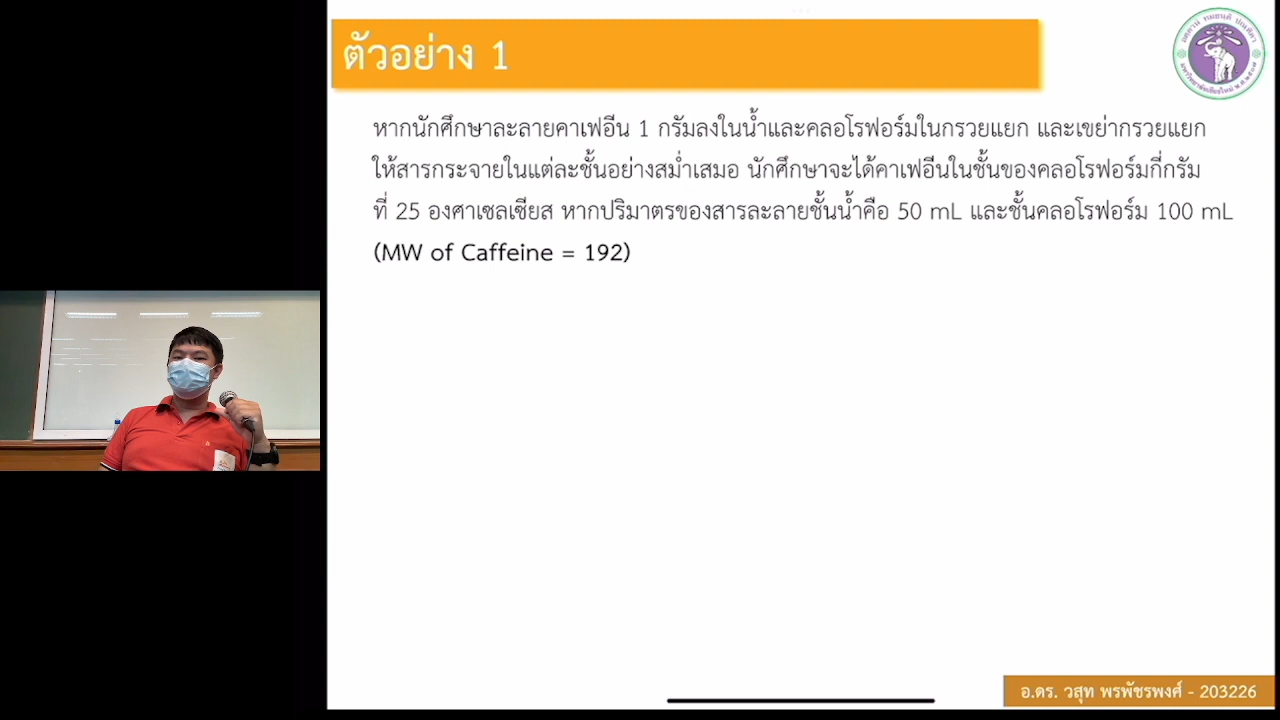 ตัวอย่าง 1
หากนักศึกษาละลายคาเฟอีน 1 กรัมลงในน้ำและคลอโรฟอร์มในกรวยแยก และเขย่ากรวยแยก
ให้สารกระจายในแต่ละชั้นอย่างสม่ำเสมอ นักศึกษาจะได้คาเฟอีนในชั้นของคลอโรฟอร์มกี่กรัม
ที่ 25 องศาเซลเซียส หากปริมาตรของสารละลายชั้นน้ำคือ 50 mL และชั้นคลอโรฟอร์ม 100 mL
(MW of Caffeine = 192)
อ.ดร. วสุท พรพัชรพงศ์ - 203226